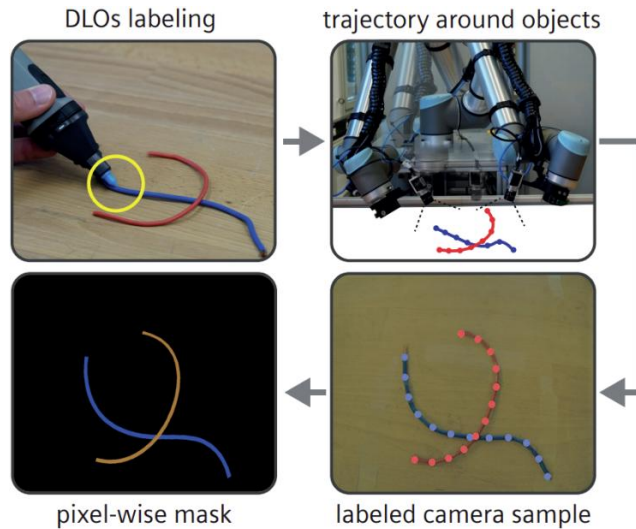 DLOs labeling
trajectory around objects
pixel-wise mask
labeled camera sample